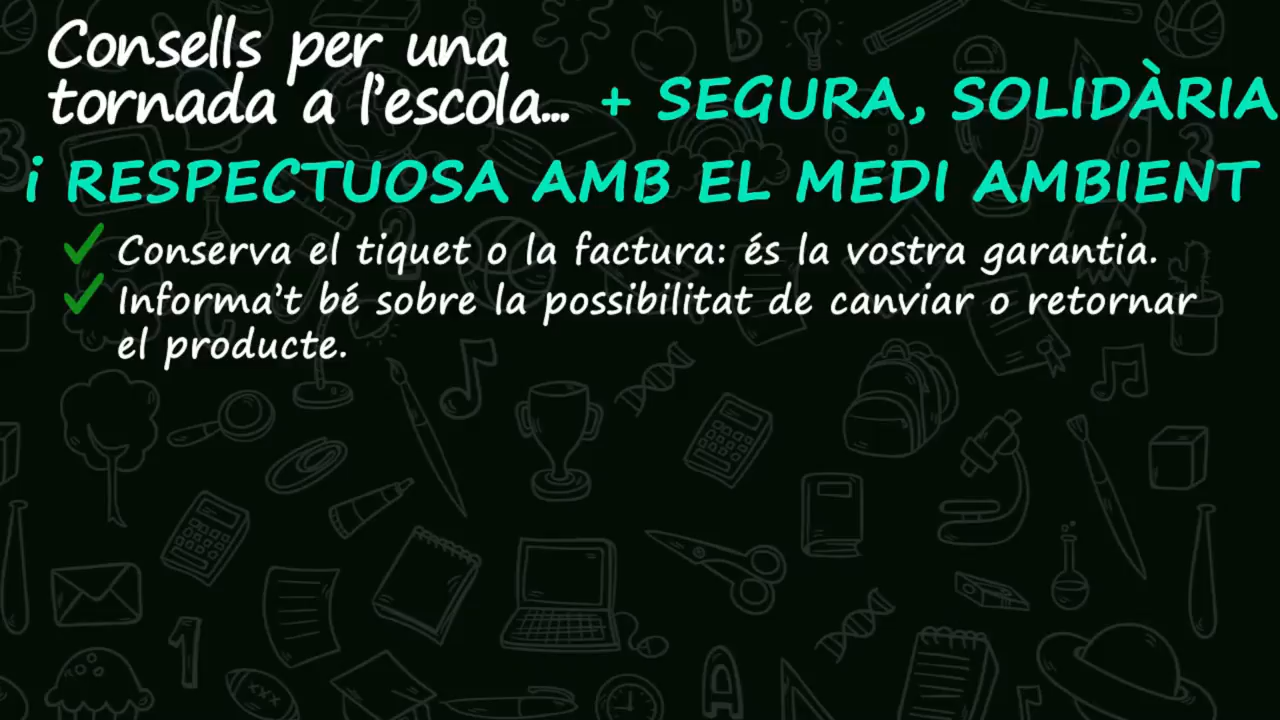 Consells per una
tornada a l'escola... + SEGURA, SOLIDÀRIA
i RESPECTUOSA AMB EL MEDI AMBIENT
✓ Conserva el tiquet o la factura: és la vostra garantia.
✓ Informa't bé sobre la possibilitat de canviar o retornar
el producte.